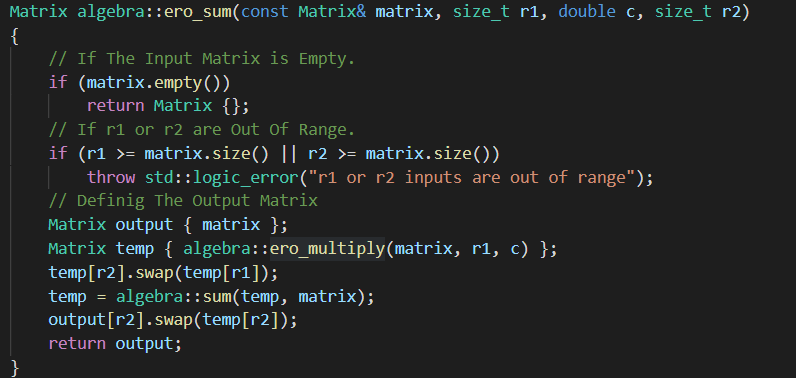 Matrix algebra::ero_sum(const Matrix& matrix, size_t r1, double c, size_t r2)
{
    // If The Input Matrix is Empty.
    if (matrix.empty())
        return Matrix {};
    // If r1 or r2 are Out Of Range.
    if (r1 >= matrix.size() || r2 >= matrix.size())
        throw std::logic_error("r1 or r2 inputs are out of range");
    // Definig The Output Matrix
    Matrix output { matrix };
    Matrix temp { algebra::ero_multiply(matrix, r1, c) };
    temp[r2].swap(temp[r1]);
    temp = algebra::sum(temp, matrix);
    output[r2].swap(temp[r2]);
    return output;
}